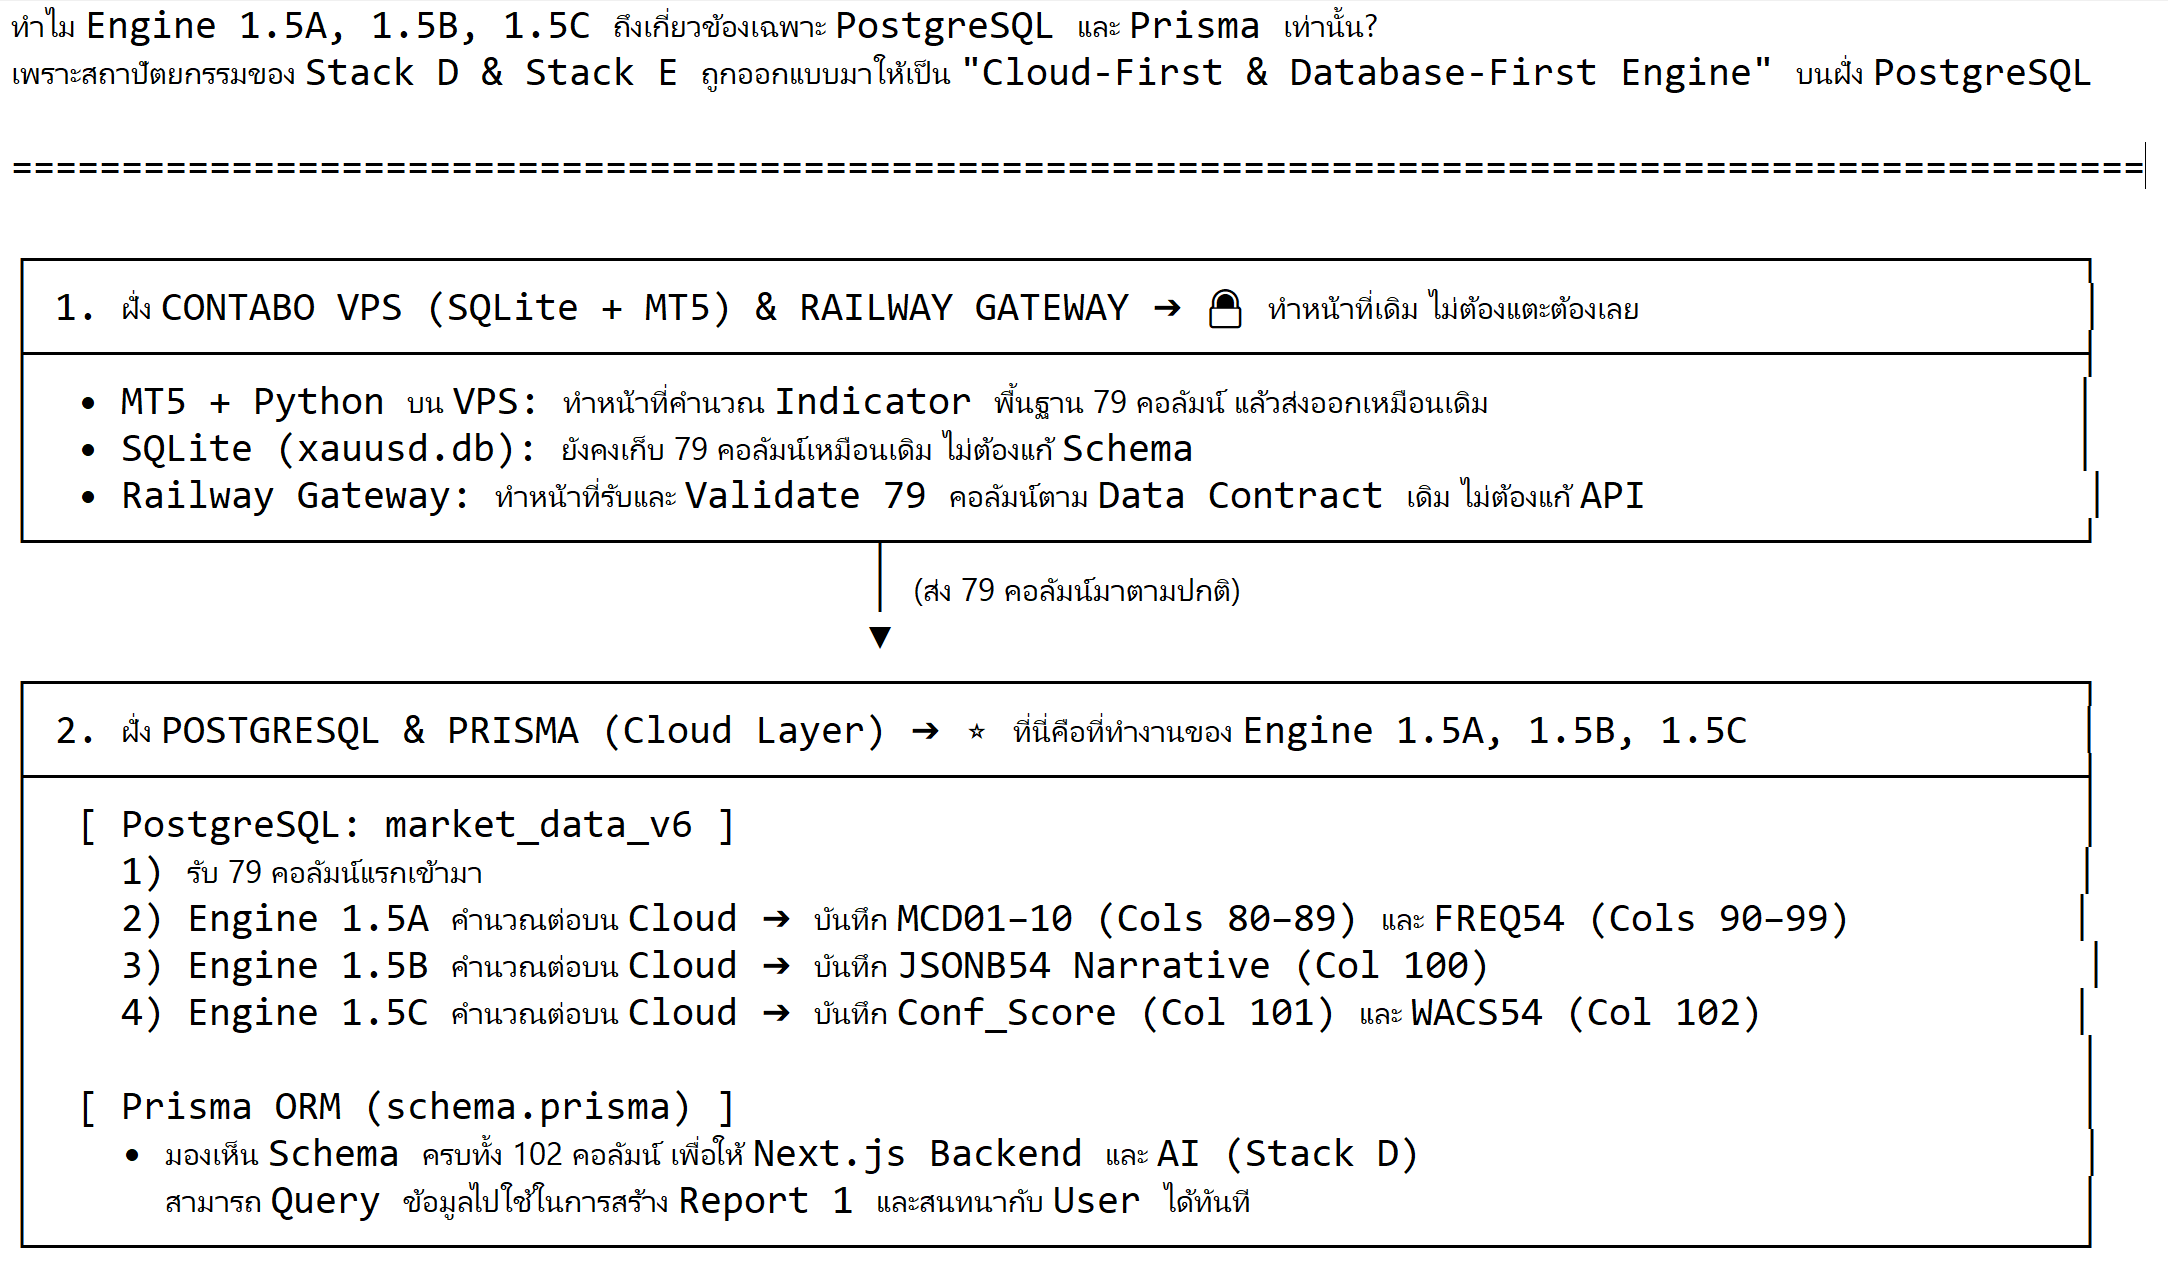 ทำไม Engine 1.5A, 1.5B, 1.5C ถึงเกี่ยวข้องเฉพาะ PostgreSQL และ Prisma เท่านั้น?
เพราะสถาปัตยกรรมของ Stack D & Stack E ถูกออกแบบมาให้เป็น "Cloud-First & Database-First Engine" บนฝั่ง PostgreSQL
=================================================================================================
1. ฝั่ง CONTABO VPS (SQLite + MT5) & RAILWAY GATEWAY ➔ 🔒 ทำหน้าที่เดิม ไม่ต้องแตะต้องเลย
• MT5 + Python บน VPS: ทำหน้าที่คำนวณ Indicator พื้นฐาน 79 คอลัมน์ แล้วส่งออกเหมือนเดิม
• SQLite (xauusd.db): ยังคงเก็บ 79 คอลัมน์เหมือนเดิม ไม่ต้องแก้ Schema
• Railway Gateway: ทำหน้าที่รับและ Validate 79 คอลัมน์ตาม Data Contract เดิม ไม่ต้องแก้ API
(ส่ง 79 คอลัมน์มาตามปกติ)
▼
2. ฝั่ง POSTGRESQL & PRISMA (Cloud Layer) ➔ ⭐ ที่นี่คือที่ทำงานของ Engine 1.5A, 1.5B, 1.5C
[ PostgreSQL: market_data_v6 ]
1) รับ 79 คอลัมน์แรกเข้ามา
2) Engine 1.5A คำนวณต่อบน Cloud ➔ บันทึก MCD01–10 (Cols 80–89) และ FREQ54 (Cols 90–99)
3) Engine 1.5B คำนวณต่อบน Cloud ➔ บันทึก JSONB54 Narrative (Col 100)
4) Engine 1.5C คำนวณต่อบน Cloud ➔ บันทึก Conf_Score (Col 101) และ WACS54 (Col 102)
[ Prisma ORM (schema.prisma) ]
• มองเห็น Schema ครบทั้ง 102 คอลัมน์ เพื่อให้ Next.js Backend และ AI (Stack D)
สามารถ Query ข้อมูลไปใช้ในการสร้าง Report 1 และสนทนากับ User ได้ทันที